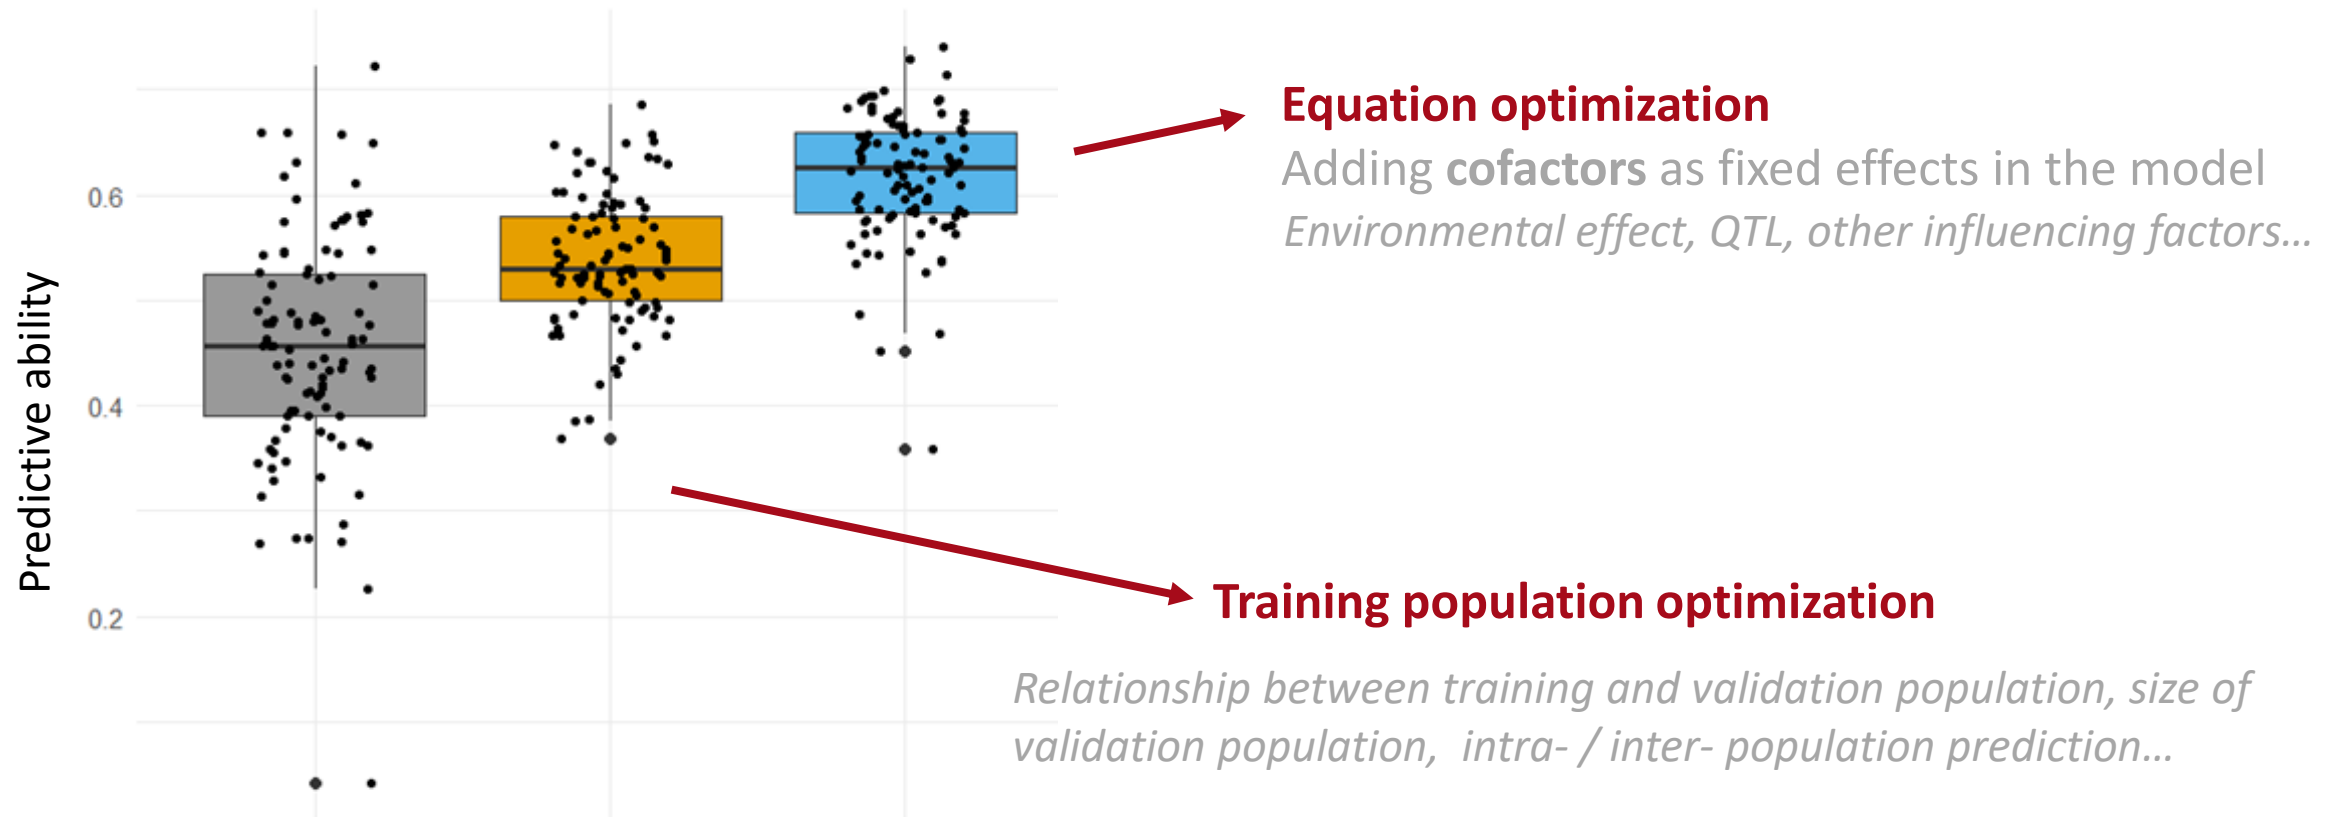 Predictive ability
0.6
0.4
0.2
Equation optimization
Adding cofactors as fixed effects in the model
Environmental effect, QTL, other influencing factors...
Training population optimization
Relationship between training and validation population, size of
validation population,  intra- / inter- population prediction...